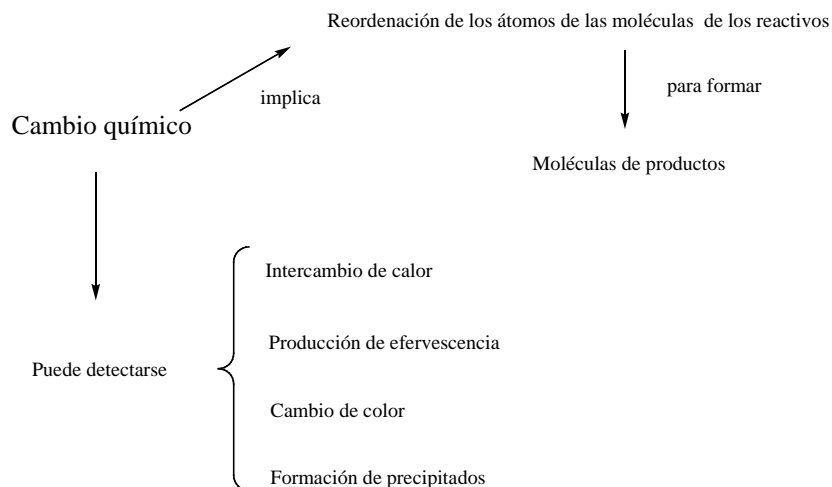 Reordenación de los átomos de las moléculas de los reactivos
implica
para formar
Cambio químico
Moléculas de productos
Intercambio de calor
Producción de efervescencia
Puede detectarse
Cambio de color
Formación de precipitados